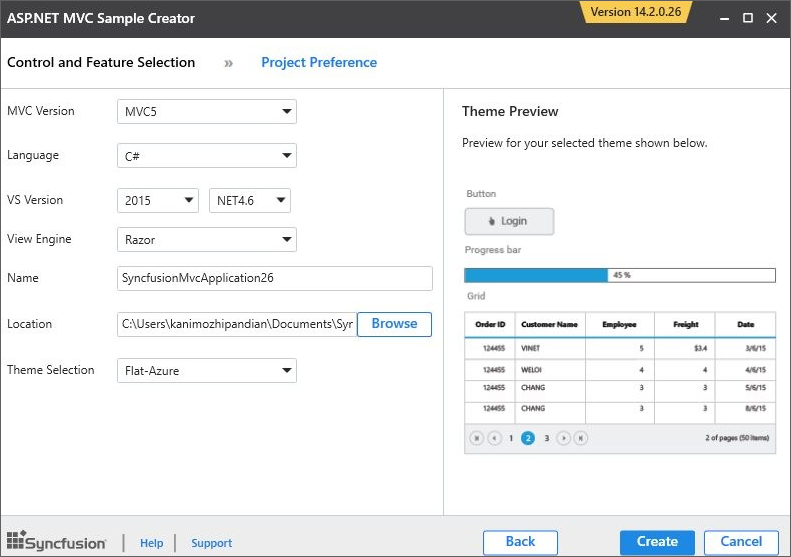 ASP.NET MVC Sample Creator
Version 14.2.0.26
Control and Feature Selection » Project Preference
MVC Version MVC5
Language C#
VS Version 2015 NET4.6
View Engine Razor
Name SyncfusionMvcApplication26
Location C:\Users\kanimozhipandian\Documents\Syr Browse
Theme Selection Flat-Azure
Theme Preview
Preview for your selected theme shown below.
Button
Login
Progress bar
45 %
Grid
Order ID Customer Name Employee Freight Date
124455 VINET 5 $3.4 3/6/15
124455 WELOI 4 4 4/6/15
124455 CHANG 3 3 5/6/15
124455 CHANG 3 3 8/6/15
1 2 3 2 of pages (50 items)
Syncfusion Help Support Back Create Cancel